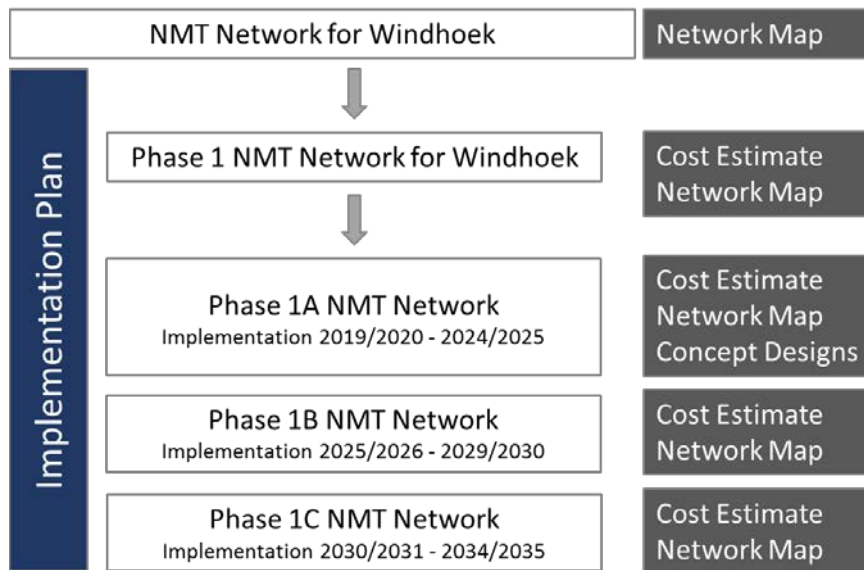 NMT Network for Windhoek
Network Map
Implementation Plan
Phase 1 NMT Network for Windhoek
Cost Estimate
Network Map
Phase 1A NMT Network
Implementation 2019/2020 - 2024/2025
Cost Estimate
Network Map
Concept Designs
Phase 1B NMT Network
Implementation 2025/2026 - 2029/2030
Cost Estimate
Network Map
Phase 1C NMT Network
Implementation 2030/2031 - 2034/2035
Cost Estimate
Network Map